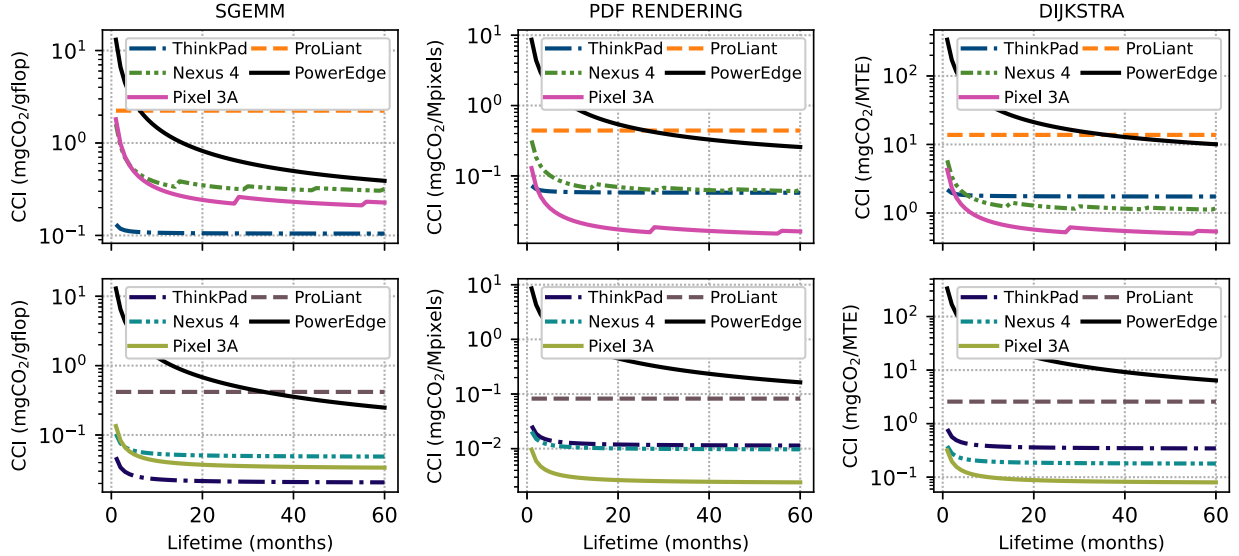 SGEMM
PDF RENDERING
DIJKSTRA
CCI (mgCO₂/gflop)
10¹
10⁰
10⁻¹
ThinkPad
ProLiant
Nexus 4
PowerEdge
Pixel 3A
CCI (mgCO₂/Mpixels)
10¹
10⁰
10⁻¹
ThinkPad
ProLiant
Nexus 4
PowerEdge
Pixel 3A
CCI (mgCO₂/MTE)
10²
10¹
10⁰
ThinkPad
ProLiant
Nexus 4
PowerEdge
Pixel 3A
CCI (mgCO₂/gflop)
10¹
10⁰
10⁻¹
ThinkPad
ProLiant
Nexus 4
PowerEdge
Pixel 3A
0 20 40 60
Lifetime (months)
CCI (mgCO₂/Mpixels)
10¹
10⁰
10⁻¹
10⁻²
ThinkPad
ProLiant
Nexus 4
PowerEdge
Pixel 3A
0 20 40 60
Lifetime (months)
CCI (mgCO₂/MTE)
10²
10¹
10⁰
10⁻¹
ThinkPad
ProLiant
Nexus 4
PowerEdge
Pixel 3A
0 20 40 60
Lifetime (months)